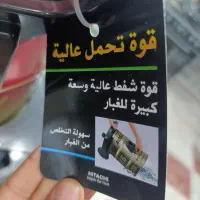 قوة تحمل عالية
قوة شفط عالية وسعة
كبيرة للغبار
سهولة التخلص
من الغبار
HITACHI